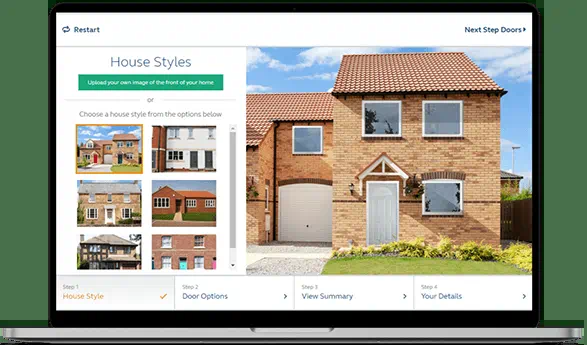 Restart
Next Step Doors
House Styles
Upload your own image of the front of your home
or
Choose a house style from the options below
Step 1
House Style
Step 2
Door Options
Step 3
View Summary
Step 4
Your Details